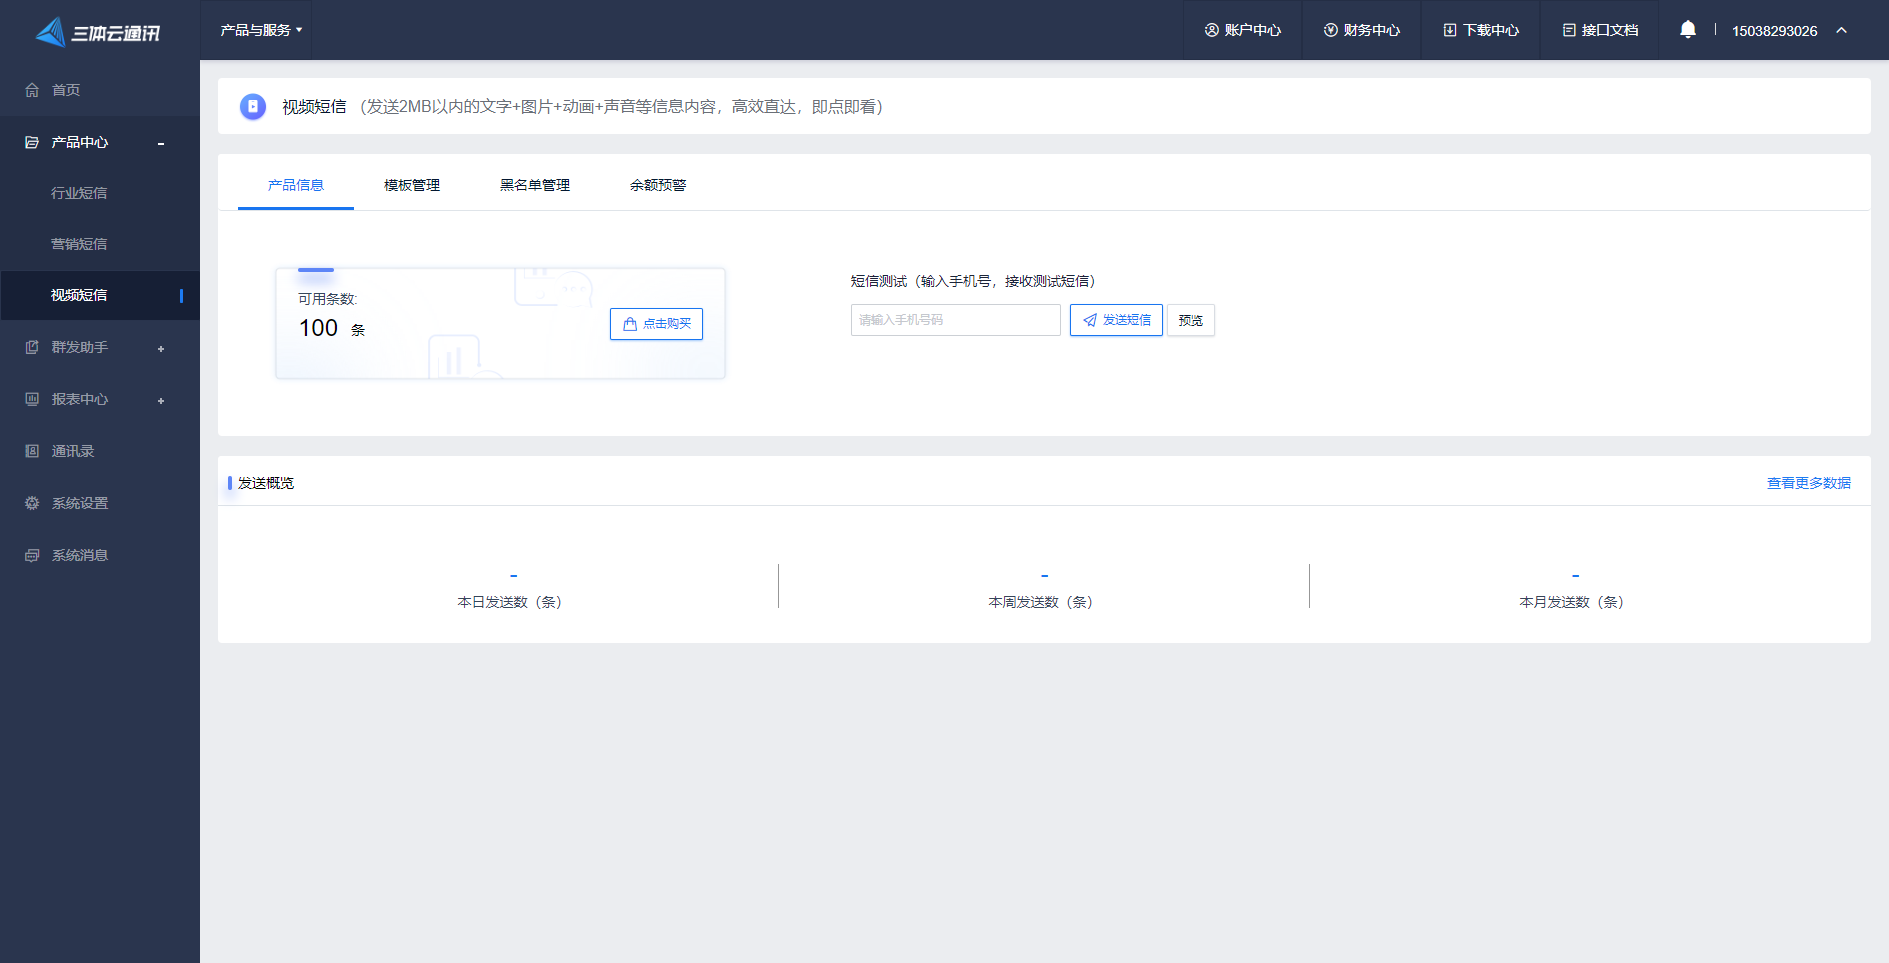 三体云通讯
产品与服务
账户中心
财务中心
下载中心
接口文档
15038293026
首页
产品中心
行业短信
营销短信
视频短信
群发助手
报表中心
通讯录
系统设置
系统消息
视频短信 （发送2MB以内的文字+图片+动画+声音等信息内容，高效直达，即点即看）
产品信息
模板管理
黑名单管理
余额预警
可用条数:
100 条
点击购买
短信测试（输入手机号，接收测试短信）
请输入手机号码
发送短信
预览
发送概览
查看更多数据
-
本日发送数（条）
-
本周发送数（条）
-
本月发送数（条）